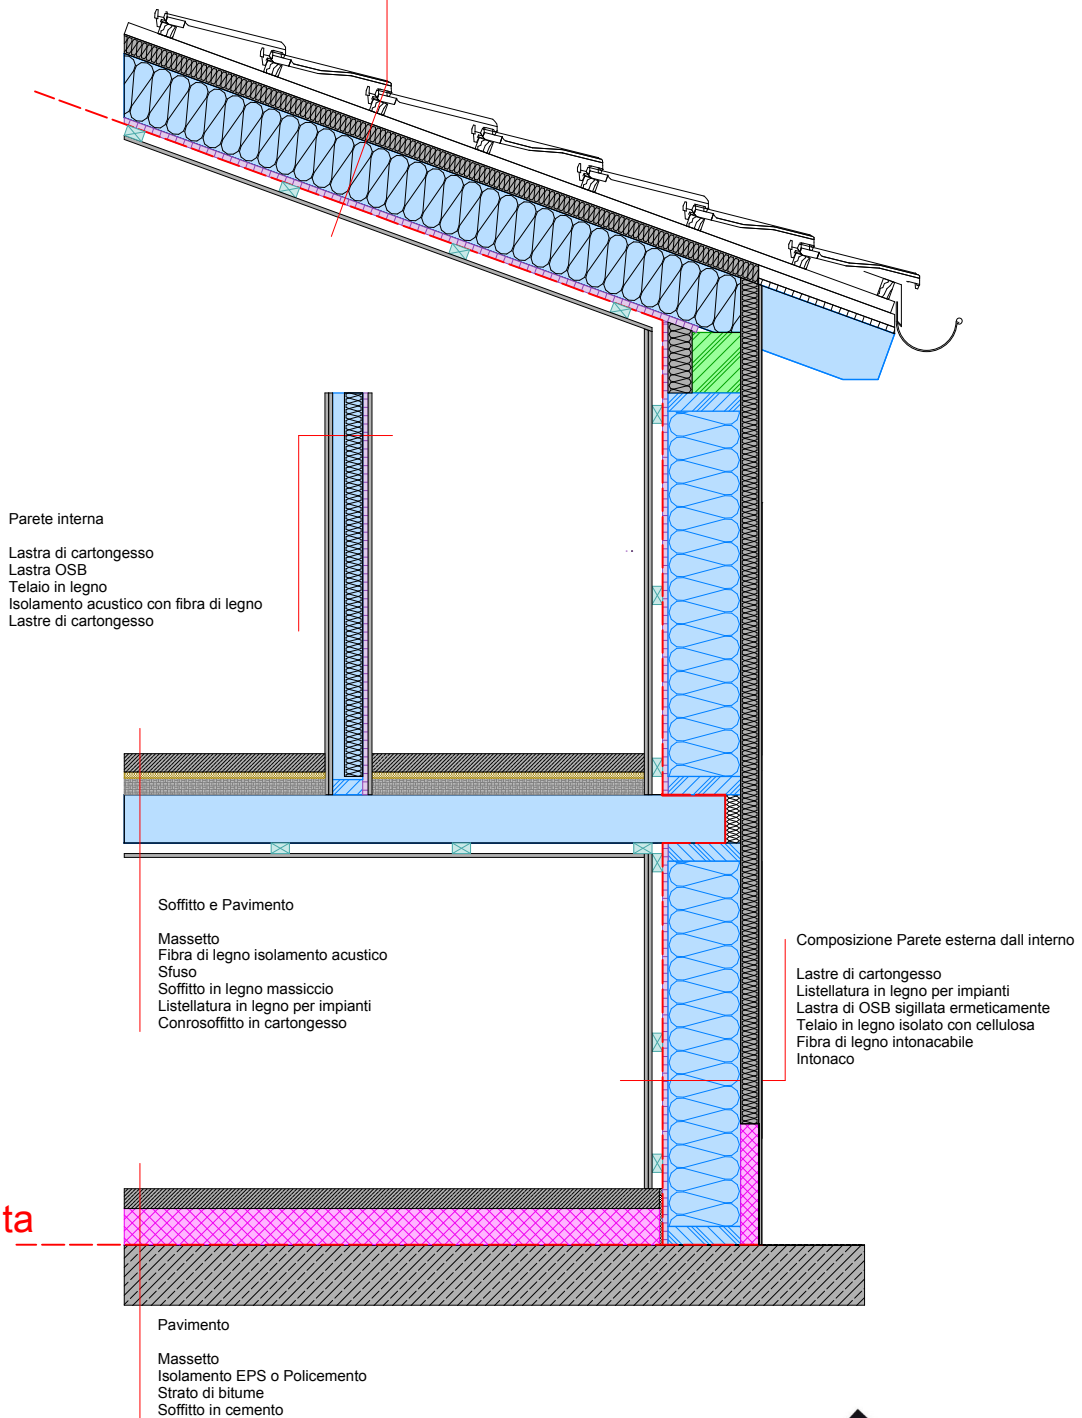 Parete interna
Lastra di cartongesso
Lastra OSB
Telaio in legno
Isolamento acustico con fibra di legno
Lastre di cartongesso
Soffitto e Pavimento
Massetto
Fibra di legno isolamento acustico
Sfuso
Soffitto in legno massiccio
Listellatura in legno per impianti
Conrosoffitto in cartongesso
Composizione Parete esterna dall interno
Lastre di cartongesso
Listellatura in legno per impianti
Lastra di OSB sigillata ermeticamente
Telaio in legno isolato con cellulosa
Fibra di legno intonacabile
Intonaco
ta
Pavimento
Massetto
Isolamento EPS o Policemento
Strato di bitume
Soffitto in cemento